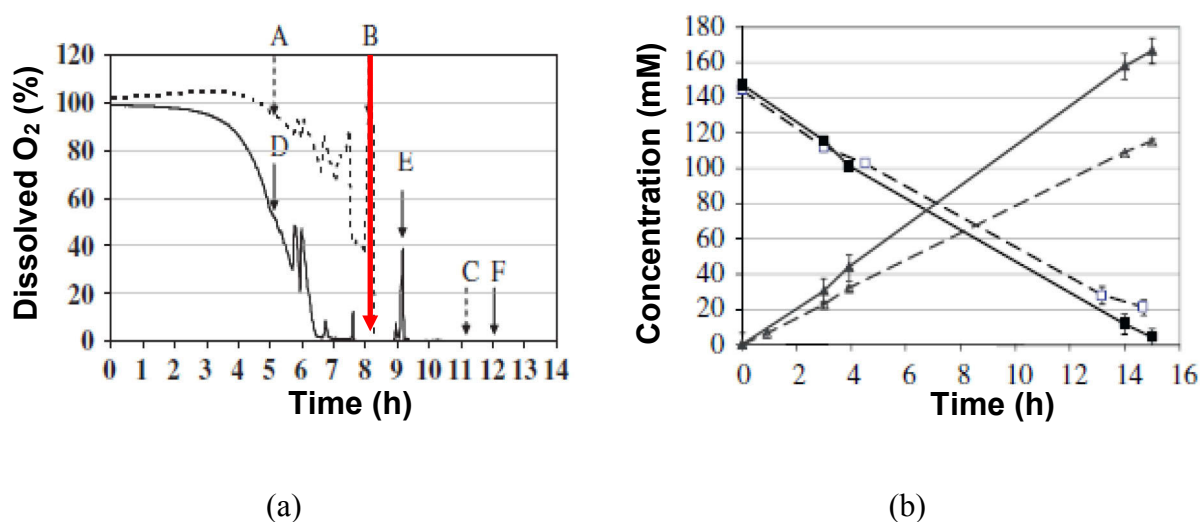 A B
120
100
80
60
40
20
0
D
E
C F
0 1 2 3 4 5 6 7 8 9 10 11 12 13 14
Dissolved O₂ (%)
Time (h)
(a)
180
160
140
120
100
80
60
40
20
0
0 2 4 6 8 10 12 14 16
Concentration (mM)
Time (h)
(b)